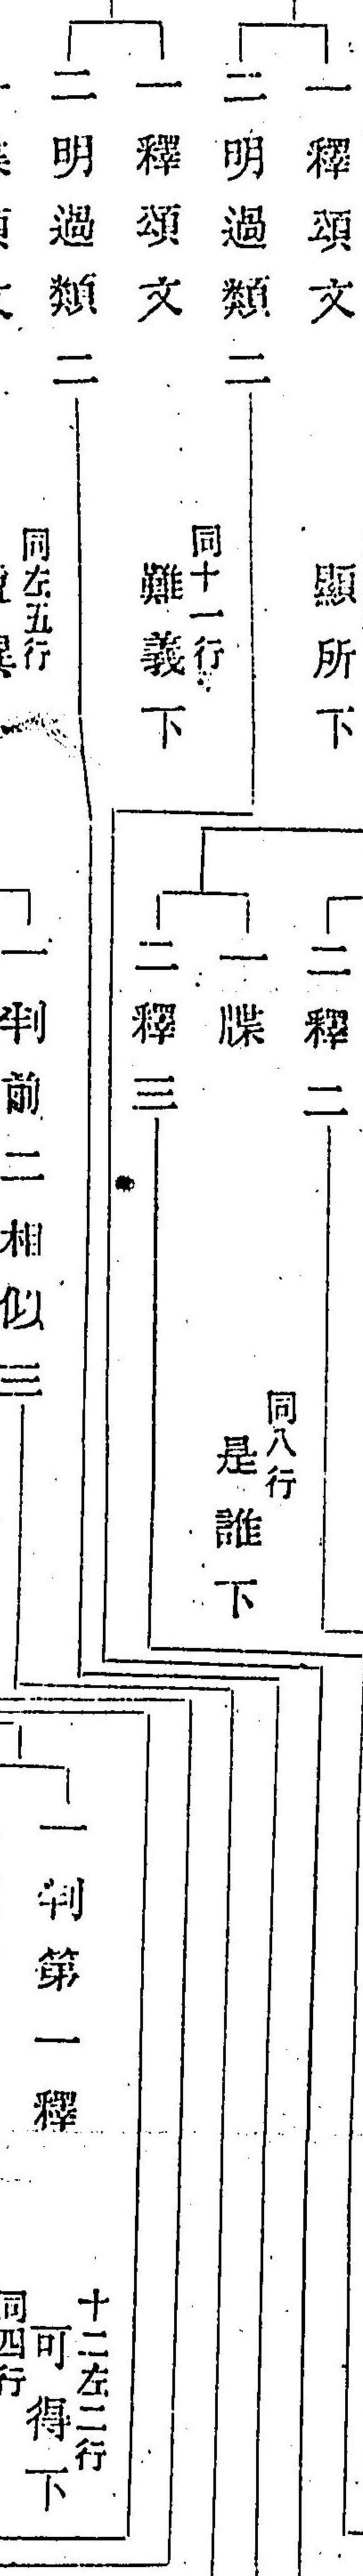 一釋頌文
顯所下
二明過類二
一釋頌文
同十一行
難義下
二明過類二
同左五行
二釋二
一牒
同八行
是誰下
二釋三
一判前二相似三
一判第一釋
十二左二行
可得下
同四行